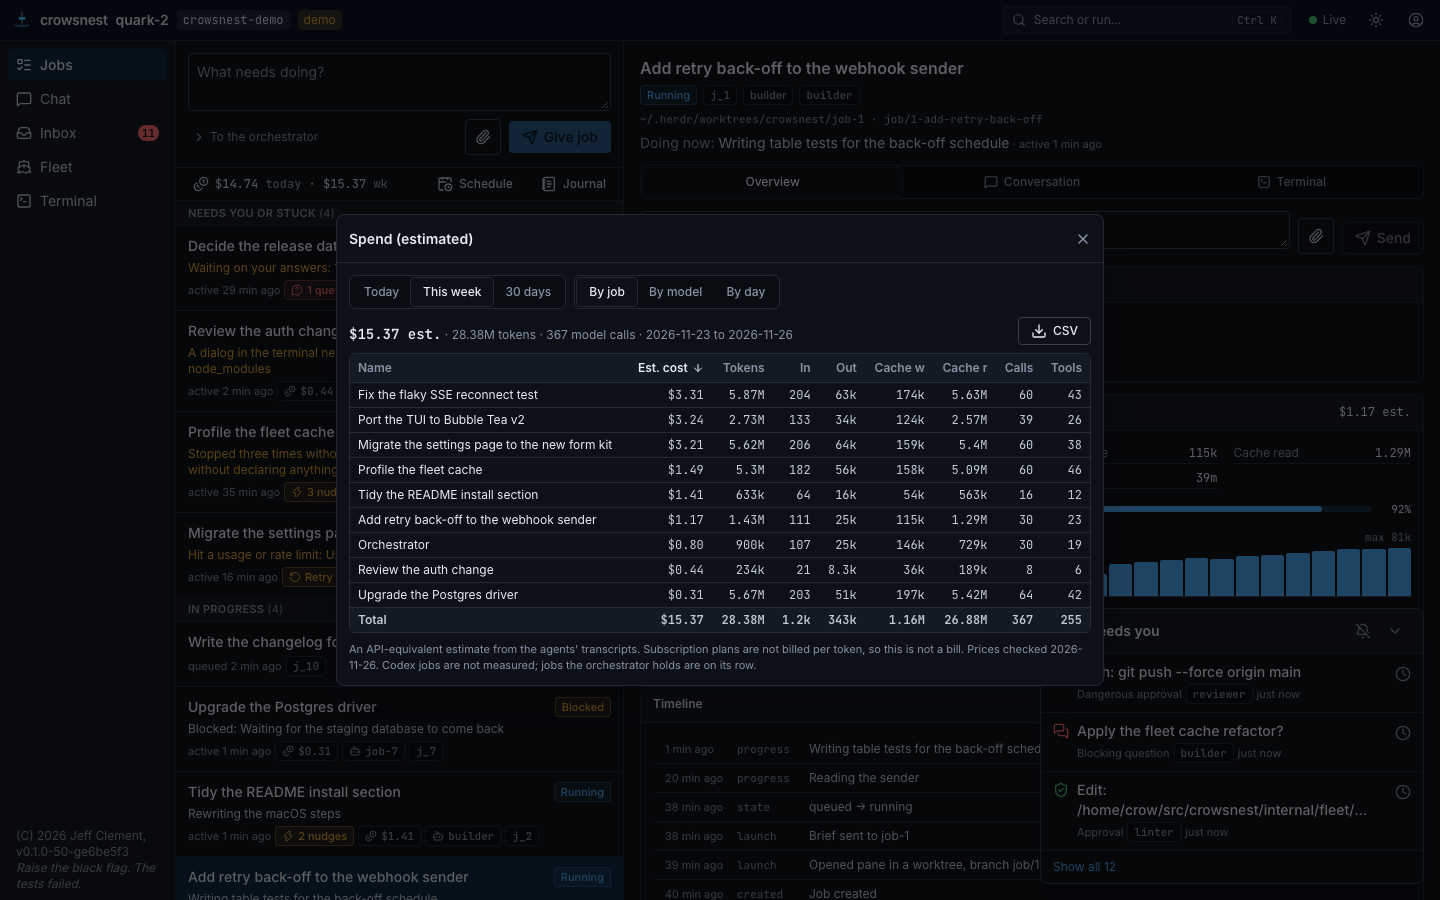 crowsnest quark-2 crowsnest-demo demo
Search or run... Ctrl K
Live
Jobs
Chat
Inbox 11
Fleet
Terminal
(C) 2026 Jeff Clement,
v0.1.0-50-ge6be5f3
Raise the black flag. The
tests failed.
What needs doing?
To the orchestrator
Give job
$14.74 today · $15.37 wk
Schedule
Journal
NEEDS YOU OR STUCK (4)
Decide the release dat
Waiting on your answers:
active 29 min ago 1 que
Review the auth chang
A dialog in the terminal ne
node_modules
active 2 min ago $0.44
Profile the fleet cache
Stopped three times witho
without declaring anything
active 35 min ago 3 nud
Migrate the settings pa
Hit a usage or rate limit: U
active 16 min ago Retry
IN PROGRESS (4)
Write the changelog fo
queued 2 min ago j_10
Upgrade the Postgres driver Blocked
Blocked: Waiting for the staging database to come back
active 1 min ago $0.31 job-7 j_7
Tidy the README install section Running
Rewriting the macOS steps
active 1 min ago 2 nudges $1.41 builder j_2
Add retry back-off to the webhook sender Running
Writing table tests for the back-off schedule
Add retry back-off to the webhook sender
Running j_1 builder builder
~/.herdr/worktrees/crowsnest/job-1 · job/1-add-retry-back-off
Doing now: Writing table tests for the back-off schedule · active 1 min ago
Overview
Conversation
Terminal
Send
$1.17 est.
115k Cache read 1.29M
39m
92%
max 81k
Spend (estimated)
Today This week 30 days By job By model By day
$15.37 est. · 28.38M tokens · 367 model calls · 2026-11-23 to 2026-11-26
CSV
Name Est. cost ↓ Tokens In Out Cache w Cache r Calls Tools
Fix the flaky SSE reconnect test $3.31 5.87M 204 63k 174k 5.63M 60 43
Port the TUI to Bubble Tea v2 $3.24 2.73M 133 34k 124k 2.57M 39 26
Migrate the settings page to the new form kit $3.21 5.62M 206 64k 159k 5.4M 60 38
Profile the fleet cache $1.49 5.3M 182 56k 158k 5.09M 60 46
Tidy the README install section $1.41 633k 64 16k 54k 563k 16 12
Add retry back-off to the webhook sender $1.17 1.43M 111 25k 115k 1.29M 30 23
Orchestrator $0.80 900k 107 25k 146k 729k 30 19
Review the auth change $0.44 234k 21 8.3k 36k 189k 8 6
Upgrade the Postgres driver $0.31 5.67M 203 51k 197k 5.42M 64 42
Total $15.37 28.38M 1.2k 343k 1.16M 26.88M 367 255
An API-equivalent estimate from the agents' transcripts. Subscription plans are not billed per token, so this is not a bill. Prices checked 2026-
11-26. Codex jobs are not measured; jobs the orchestrator holds are on its row.
Timeline
1 min ago progress Writing table tests for the back-off sched
20 min ago progress Reading the sender
38 min ago state queued → running
38 min ago launch Brief sent to job-1
39 min ago launch Opened pane in a worktree, branch job/1
40 min ago created Job created
eeds you
h: git push --force origin main
Dangerous approval reviewer just now
Apply the fleet cache refactor?
Blocking question builder just now
Edit:
/home/crow/src/crowsnest/internal/fleet/...
Approval linter just now
Show all 12